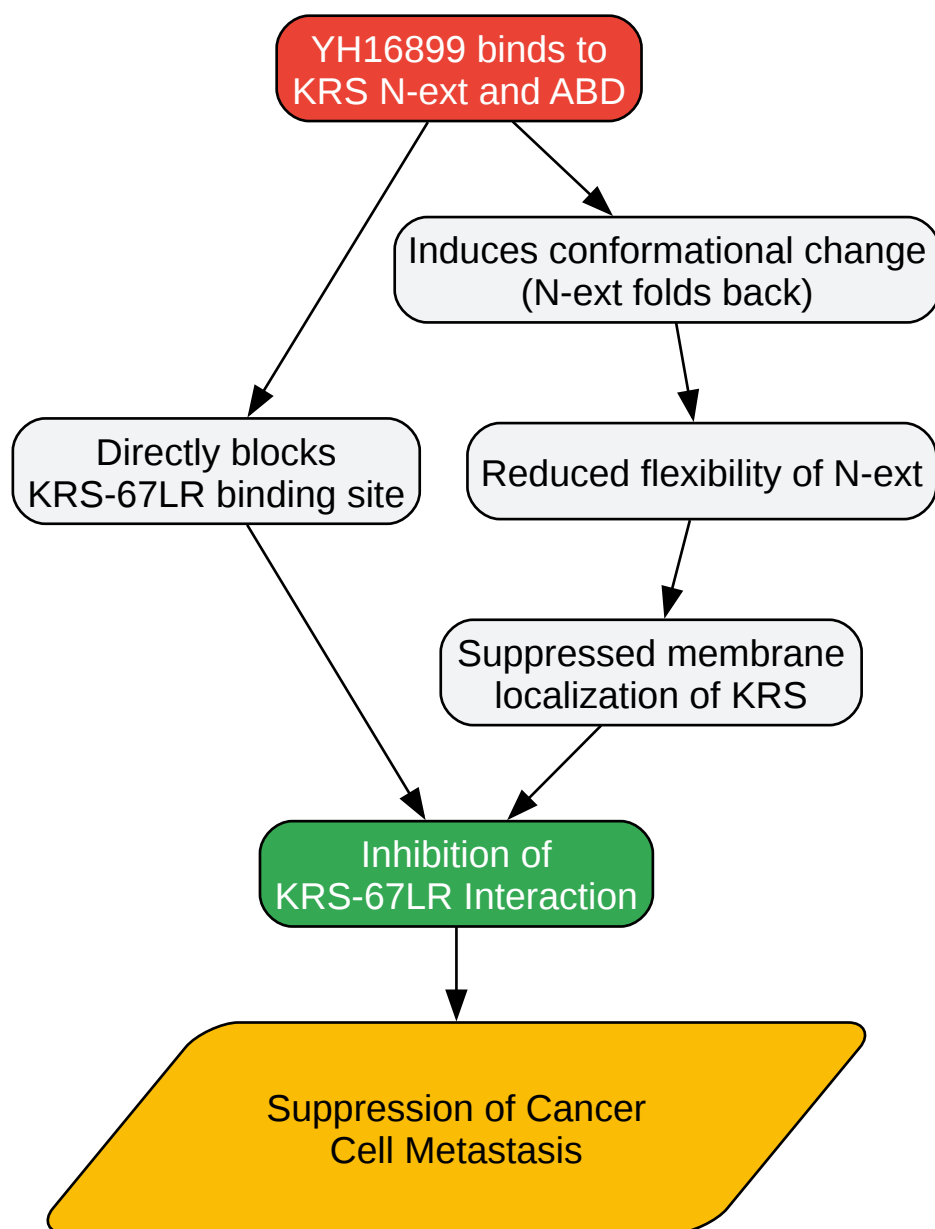 YH16899 binds to
KRS N-ext and ABD
Induces conformational change
(N-ext folds back)
Directly blocks
KRS-67LR binding site
Reduced flexibility of N-ext
Suppressed membrane
localization of KRS
Inhibition of
KRS-67LR Interaction
Suppression of Cancer
Cell Metastasis